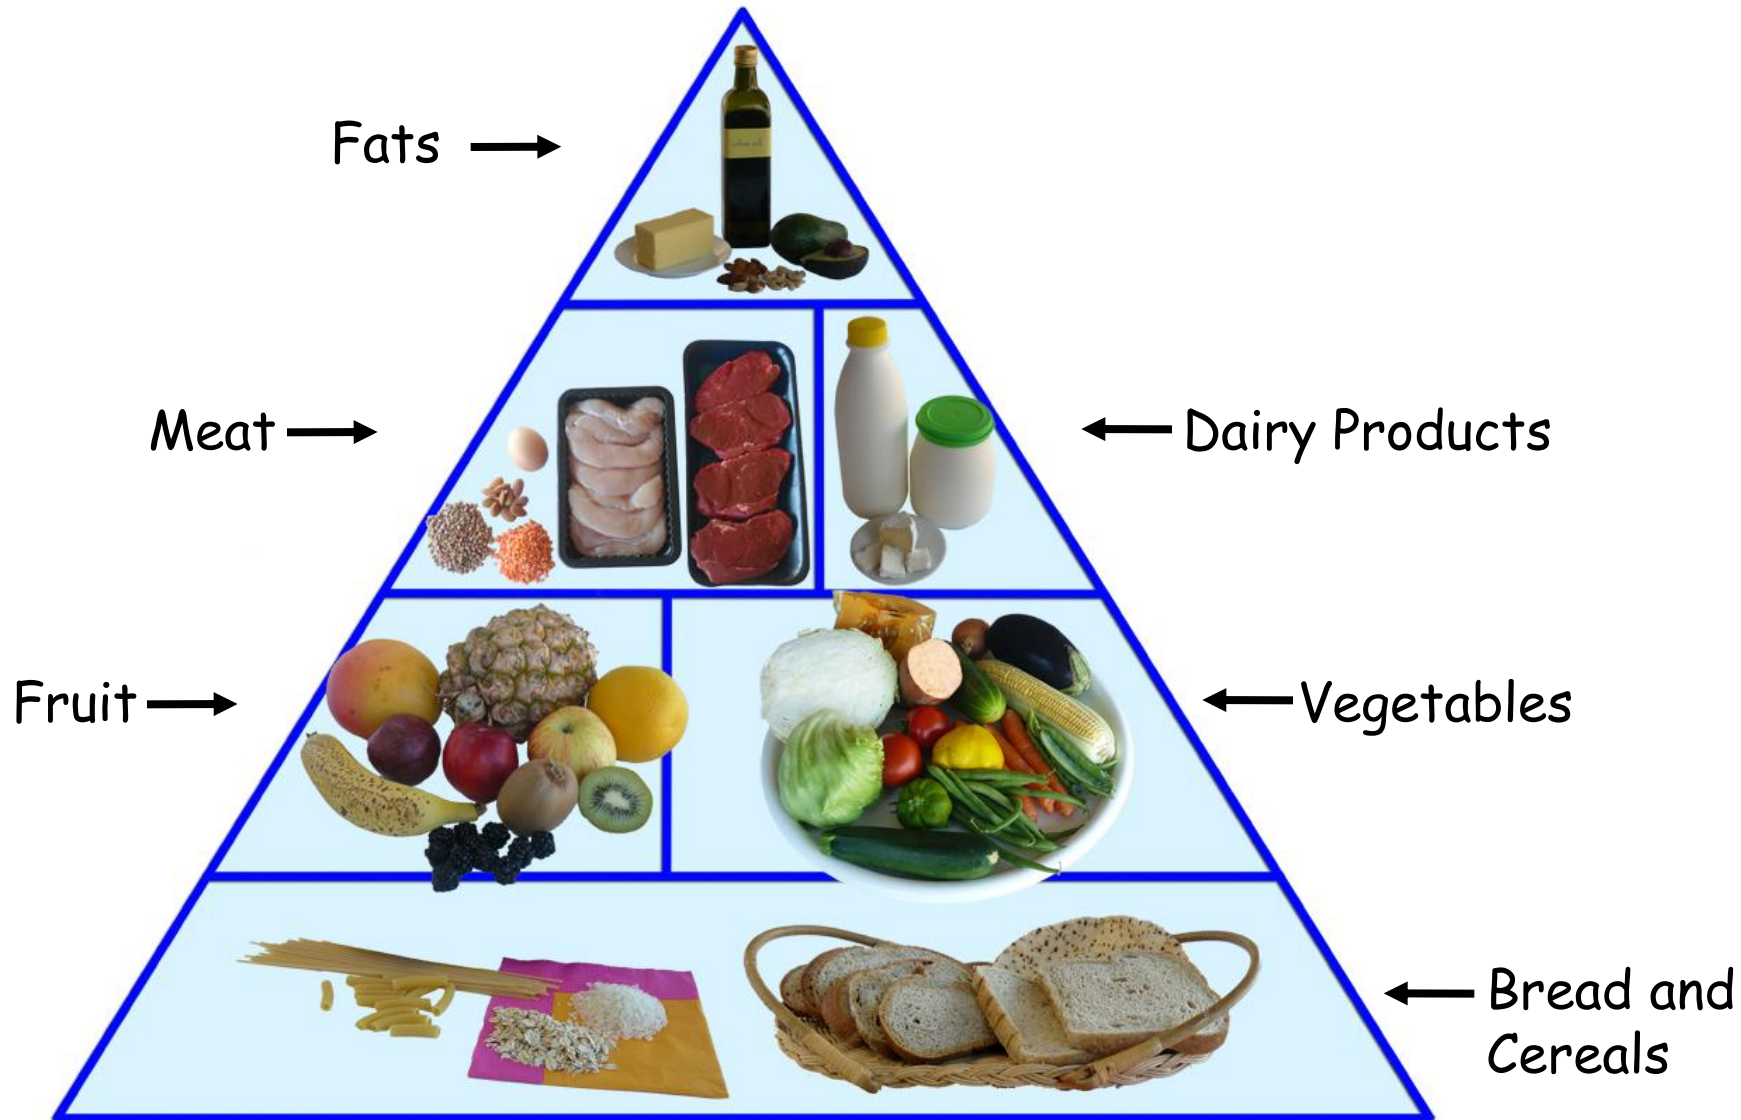 Fats
Meat
Dairy Products
Fruit
Vegetables
Bread and
Cereals